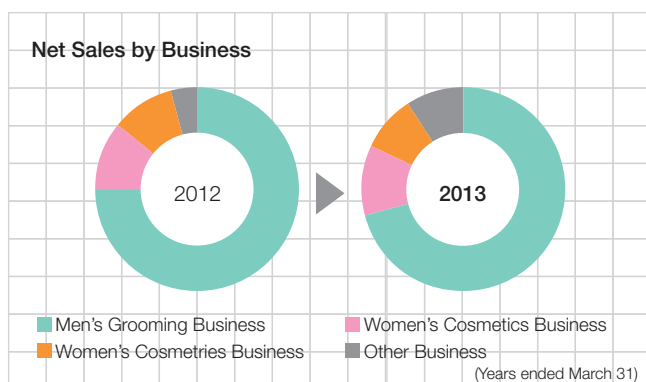 Net Sales by Business
2012
2013
Men's Grooming Business
Women's Cosmetics Business
Women's Cosmetries Business
Other Business
(Years ended March 31)